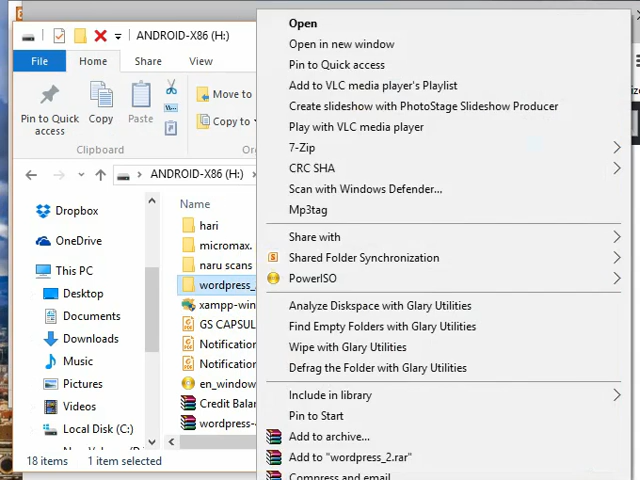 ANDROID-X86 (H:)
File Home Share View
Pin to Quick access
Copy
Paste
Move to
Copy to
Clipboard
ANDROID-X86 (H:)
Dropbox
OneDrive
This PC
Desktop
Documents
Downloads
Music
Pictures
Videos
Local Disk (C:)
Name
hari
micromax.
naru scans
wordpress_
xampp-win
GS CAPSUL
Notification
Notification
en_window
Credit Balan
wordpress-
18 items 1 item selected
Open
Open in new window
Pin to Quick access
Add to VLC media player's Playlist
Create slideshow with PhotoStage Slideshow Producer
Play with VLC media player
7-Zip
CRC SHA
Scan with Windows Defender...
Mp3tag
Share with
Shared Folder Synchronization
PowerISO
Analyze Diskspace with Glary Utilities
Find Empty Folders with Glary Utilities
Wipe with Glary Utilities
Defrag the Folder with Glary Utilities
Include in library
Pin to Start
Add to archive...
Add to "wordpress_2.rar"
Compress and email...